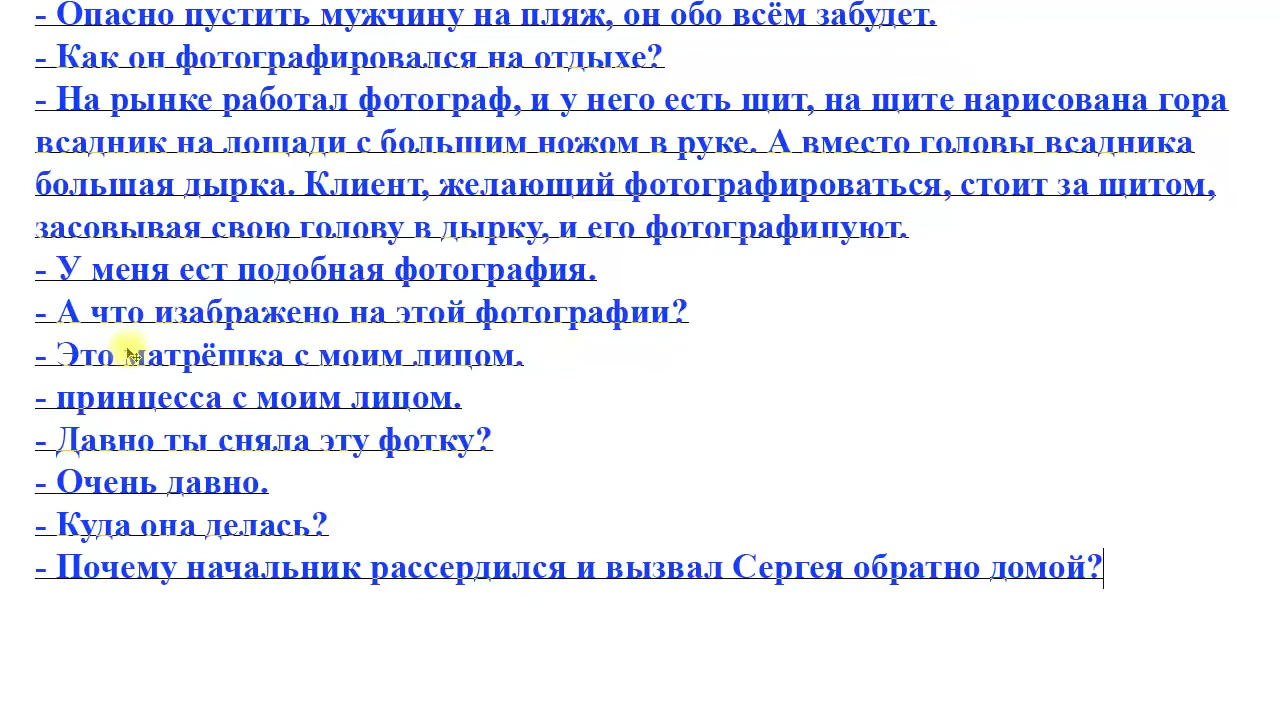 - Опасно пустить мужчину на пляж, он обо всём забудет.
- Как он фотографировался на отдыхе?
- На рынке работал фотограф, и у него есть щит, на щите нарисована гора
всадник на лощади с большим ножом в руке. А вместо головы всадника
большая дырка. Клиент, желающий фотографироваться, стоит за щитом,
засовывая свою голову в дырку, и его фотографипуют.
- У меня ест подобная фотография.
- А что изабражено на этой фотографии?
- Это матрёшка с моим лицом.
- принцесса с моим лицом.
- Давно ты сняла эту фотку?
- Очень давно.
- Куда она делась?
- Почему начальник рассердился и вызвал Сергея обратно домой?